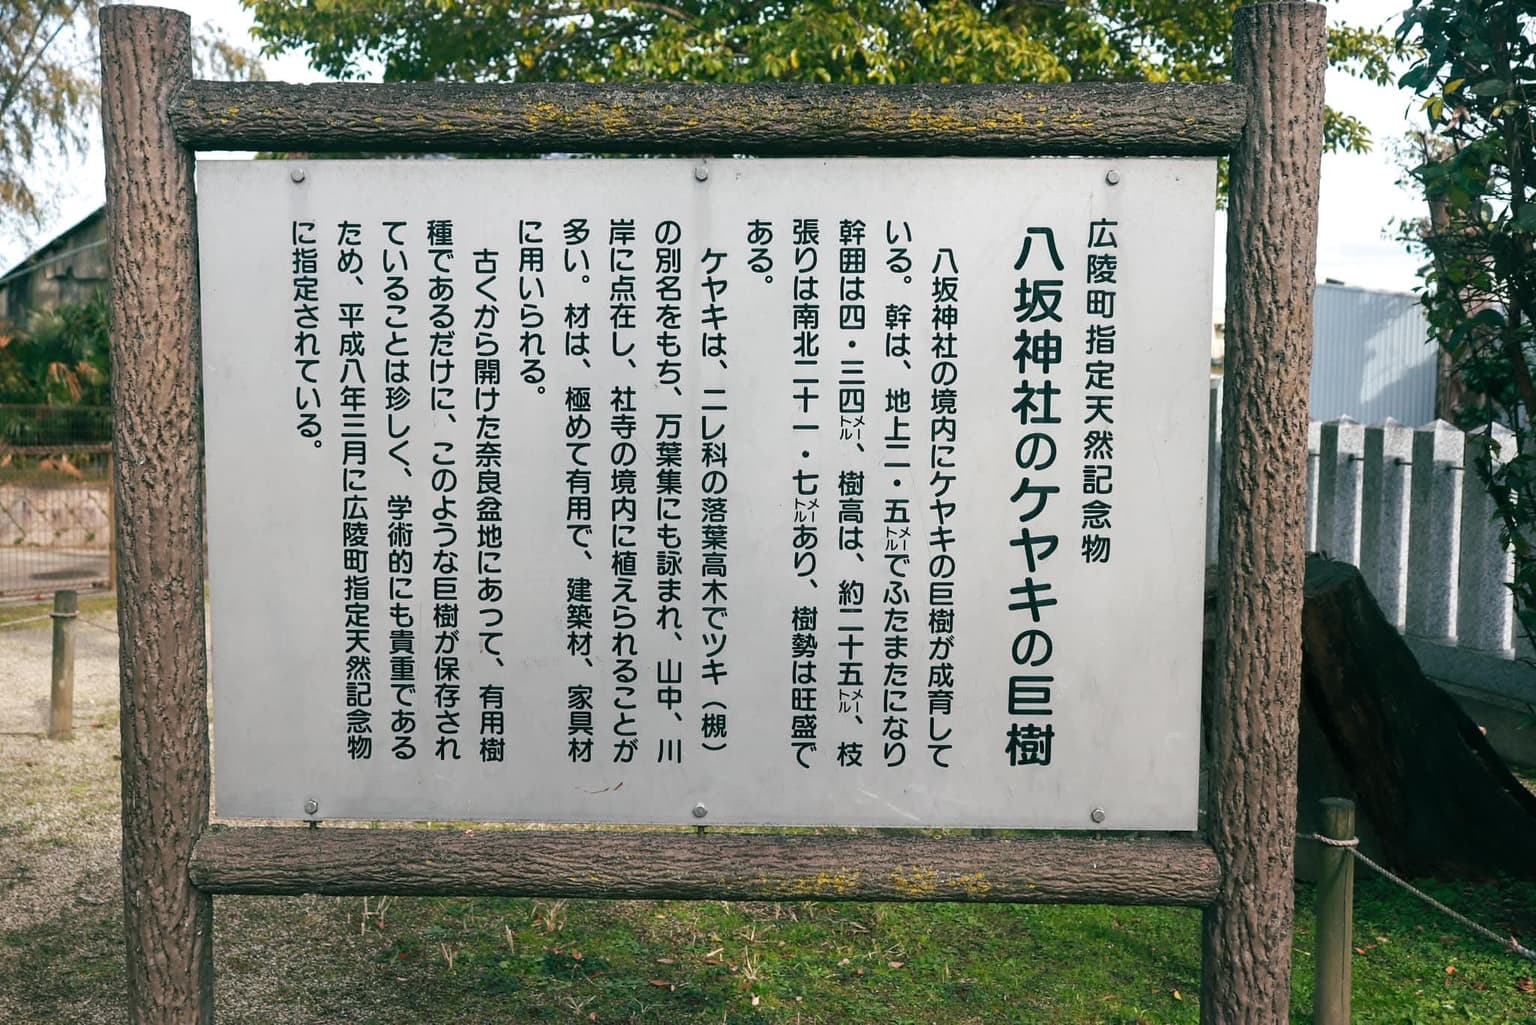 広陵町指定天然記念物
八坂神社のケヤキの巨樹
八坂神社の境内にケヤキの巨樹が成育して
いる。幹は、地上二・五メートルでふたまたになり
幹囲は四・三四メートル、樹高は、約二十五メートル、枝
張りは南北二十一・七メートルあり、樹勢は旺盛で
ある。
ケヤキは、ニレ科の落葉高木でツキ（槻）
の別名をもち、万葉集にも詠まれ、山中、川
岸に点在し、社寺の境内に植えられることが
多い。材は、極めて有用で、建築材、家具材
に用いられる。
古くから開けた奈良盆地にあって、有用樹
種であるだけに、このような巨樹が保存され
ていることは珍しく、学術的にも貴重である
ため、平成八年三月に広陵町指定天然記念物
に指定されている。